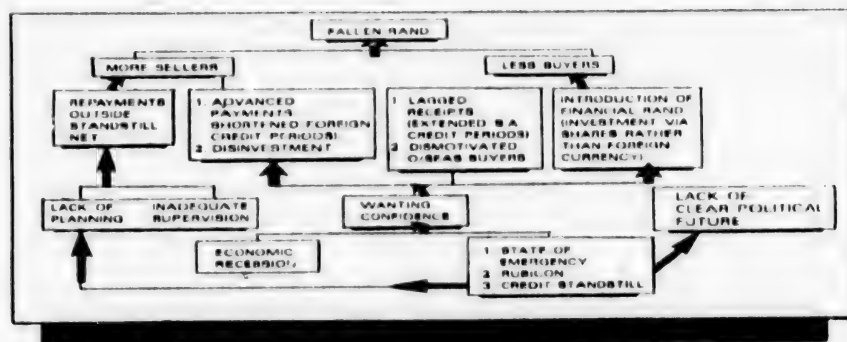 FALLEN RAND
MORE SELLERS
LESS BUYERS
REPAYMENTS
OUTSIDE
STANDSTILL
NET
1. ADVANCED
PAYMENTS
(SHORTENED FOREIGN
CREDIT PERIODS)
2. DISINVESTMENT
1 LAGGED
RECEIPTS
(EXTENDED S.A.
CREDIT PERIODS)
2 DISMOTIVATED
O/SEAS BUYERS
INTRODUCTION OF
FINANCIAL RAND
(INVESTMENT VIA
SHARES RATHER
THAN FOREIGN
CURRENCY)
LACK OF
PLANNING
INADEQUATE
SUPERVISION
WANTING
CONFIDENCE
LACK OF
CLEAR POLITICAL
FUTURE
ECONOMIC
RECESSION
1 STATE OF
EMERGENCY
2 RUBILON
3 CREDIT STANDSTILL